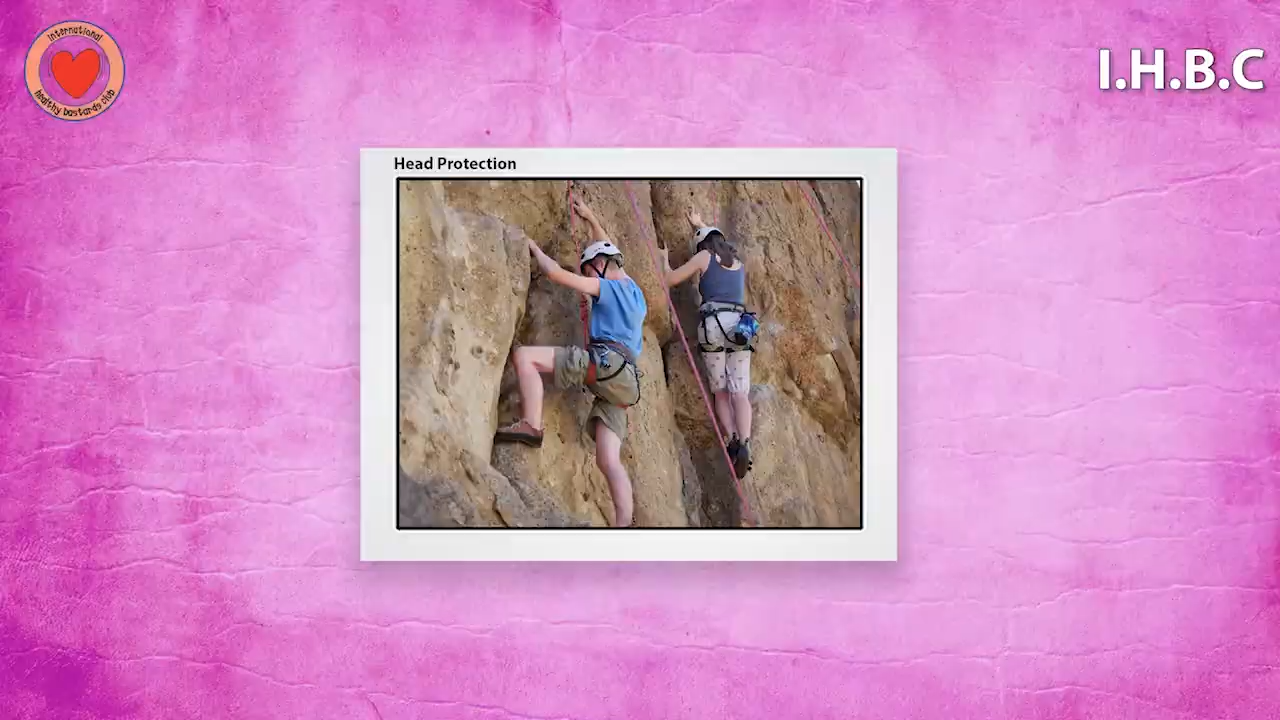 international
healthy bastards club
I.H.B.C
Head Protection